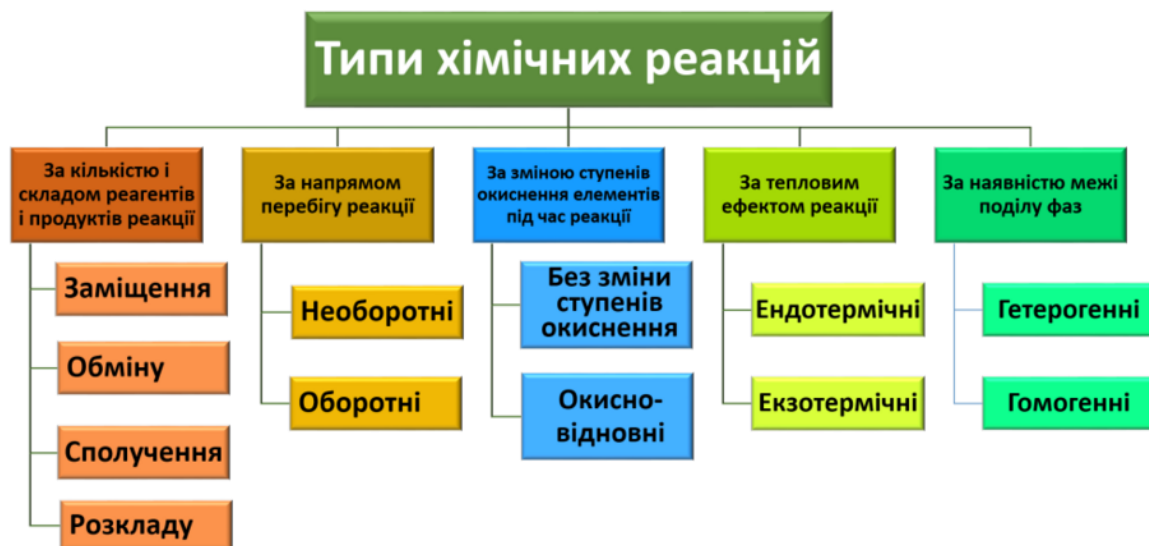 Типи хімічних реакцій
За кількістю і
складом реагентів
і продуктів реакції
Заміщення
Обміну
Сполучення
Розкладу
За напрямом
перебігу реакції
Необоротні
Оборотні
За зміною ступенів
окиснення елементів
під час реакції
Без зміни
ступенів
окиснення
Окисно-
відновні
За тепловим
ефектом реакції
Ендотермічні
Екзотермічні
За наявністю межі
поділу фаз
Гетерогенні
Гомогенні